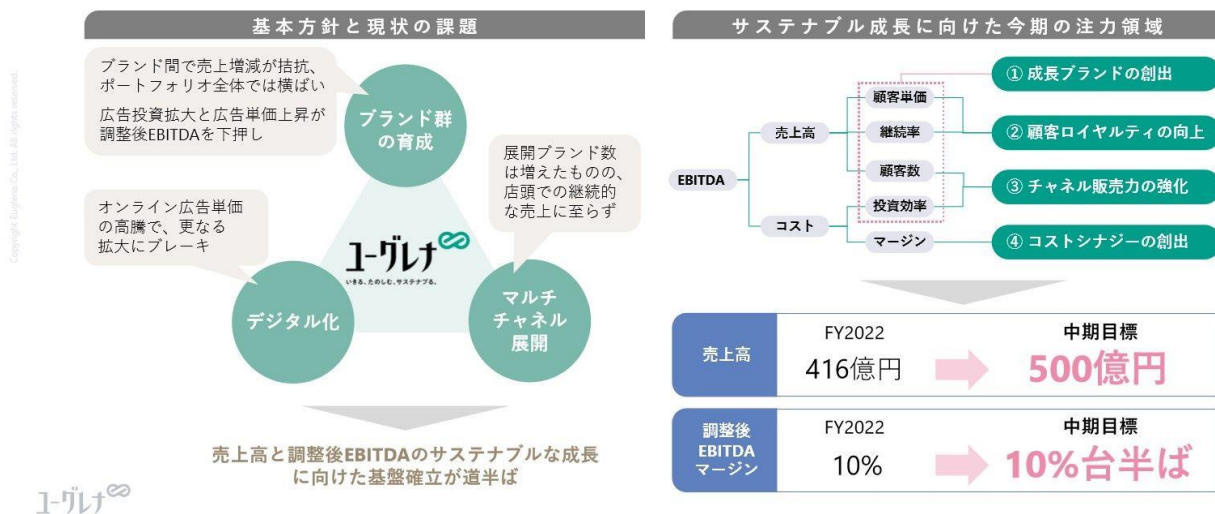 基本方針と現状の課題
ブランド間で売上増減が拮抗、
ポートフォリオ全体では横ばい
広告投資拡大と広告単価上昇が
調整後EBITDAを下押し
ブランド群
の育成
展開ブランド数
は増えたものの、
店頭での継続的
な売上に至らず
オンライン広告単価
の高騰で、更なる
拡大にブレーキ
ユーグレナ
いきる、たのしむ、サステナブる。
デジタル化
マルチ
チャネル
展開
売上高と調整後EBITDAのサステナブルな成長
に向けた基盤確立が道半ば
ユーグレナ
Copyright Euglena Co., Ltd. All rights reserved.
サステナブル成長に向けた今期の注力領域
EBITDA
売上高
コスト
顧客単価
継続率
顧客数
投資効率
マージン
① 成長ブランドの創出
② 顧客ロイヤルティの向上
③ チャネル販売力の強化
④ コストシナジーの創出
売上高
FY2022
416億円
中期目標
500億円
調整後
EBITDA
マージン
FY2022
10%
中期目標
10%台半ば